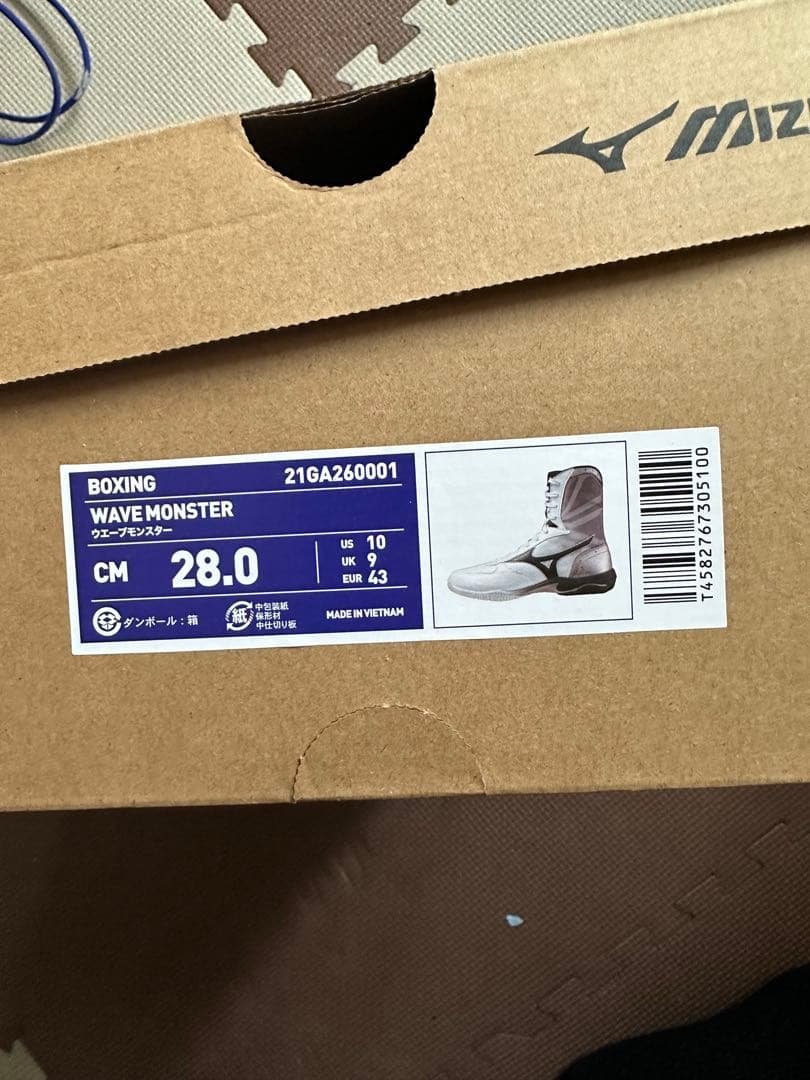 MIZU
BOXING 21GA260001
WAVE MONSTER
ウエーブモンスター
CM 28.0
US 10
UK 9
EUR 43
ダンボール：箱
紙
中包装紙
保形材
中仕切り板
MADE IN VIETNAM
T4582767305100